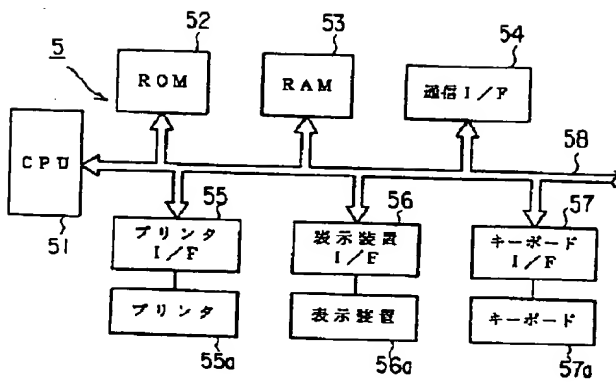 52
53
54
5
ROM
RAM
通信I/F
CPU
58
51
55
56
57
プリンタ
I/F
表示装置
I/F
キーボード
I/F
プリンタ
表示装置
キーボード
55a
56a
57a